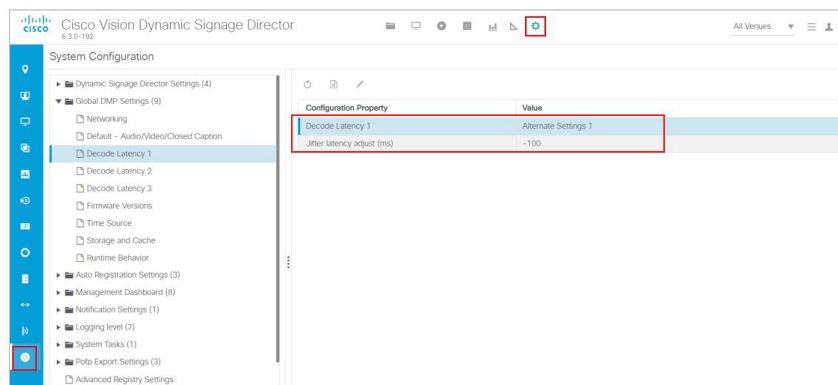 cisco Cisco Vision Dynamic Signage Director
6.3.0-192
All Venues
System Configuration
Dynamic Signage Director Settings (4)
Global DMP Settings (9)
Networking
Default - Audio/Video/Closed Caption
Decode Latency 1
Decode Latency 2
Decode Latency 3
Firmware Versions
Time Source
Storage and Cache
Runtime Behavior
Auto Registration Settings (3)
Management Dashboard (8)
Notification Settings (1)
Logging level (7)
System Tasks (1)
Pofp Export Settings (3)
Advanced Registry Settings
Configuration Property Value
Decode Latency 1 Alternate Settings 1
Jitter latency adjust (ms) -100